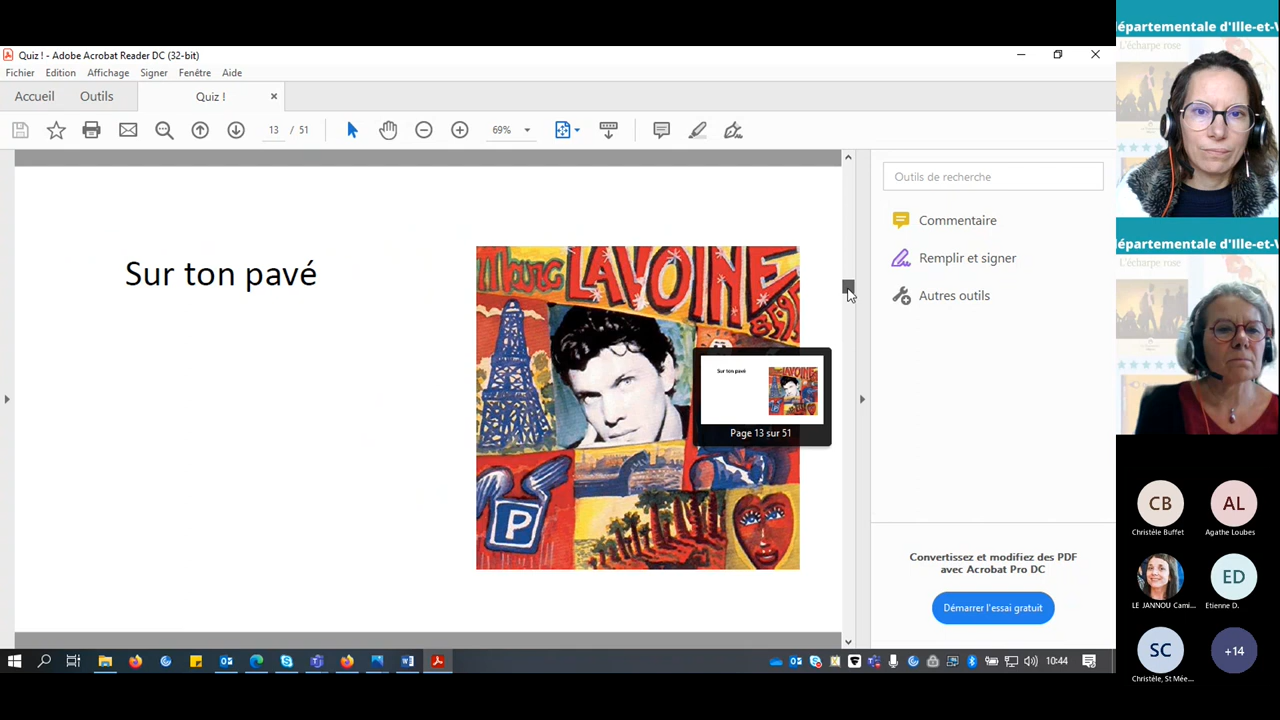 Quiz ! - Adobe Acrobat Reader DC (32-bit)
Fichier Edition Affichage Signer Fenêtre Aide
Accueil Outils Quiz !
13 / 51 69%
Sur ton pavé
Marc LAVOINE
85-95
P
Sur ton pavé
Page 13 sur 51
Outils de recherche
Commentaire
Remplir et signer
Autres outils
Convertissez et modifiez des PDF
avec Acrobat Pro DC
Démarrer l'essai gratuit
10:44
épartementale d'Ille-et-V
L'écharpe rose
épartementale d'Ille-et-V
L'écharpe rose
CB AL
Christèle Buffet Agathe Loubes
ED
LE JANNOU Cami... Etienne D.
SC +14
Christèle, St Mée...